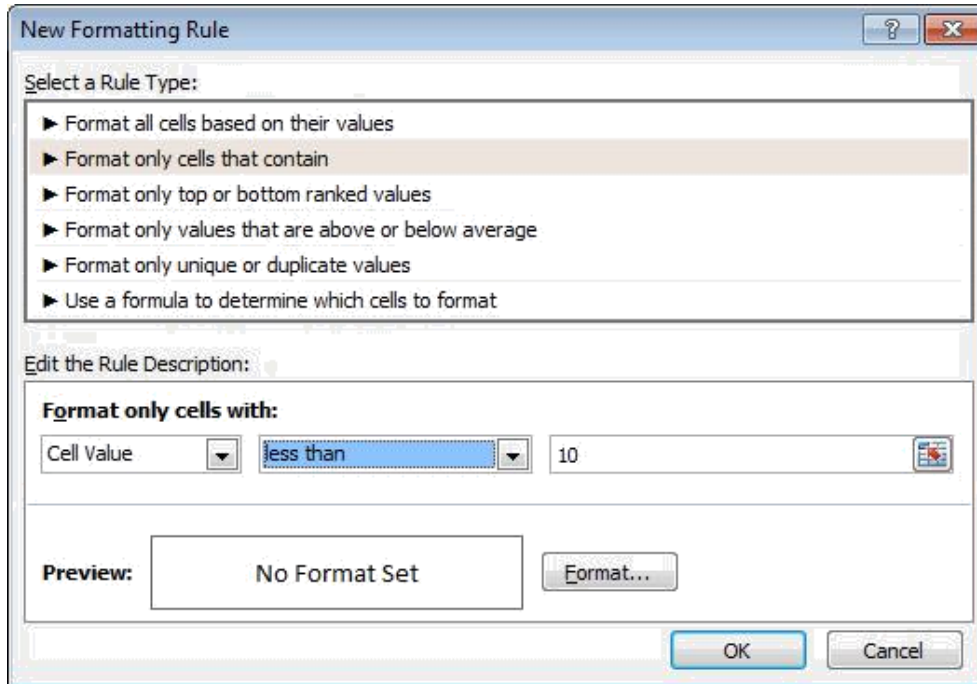 New Formatting Rule
Select a Rule Type:
► Format all cells based on their values
► Format only cells that contain
► Format only top or bottom ranked values
► Format only values that are above or below average
► Format only unique or duplicate values
► Use a formula to determine which cells to format
Edit the Rule Description:
Format only cells with:
Cell Value less than 10
Preview: No Format Set Format...
OK Cancel